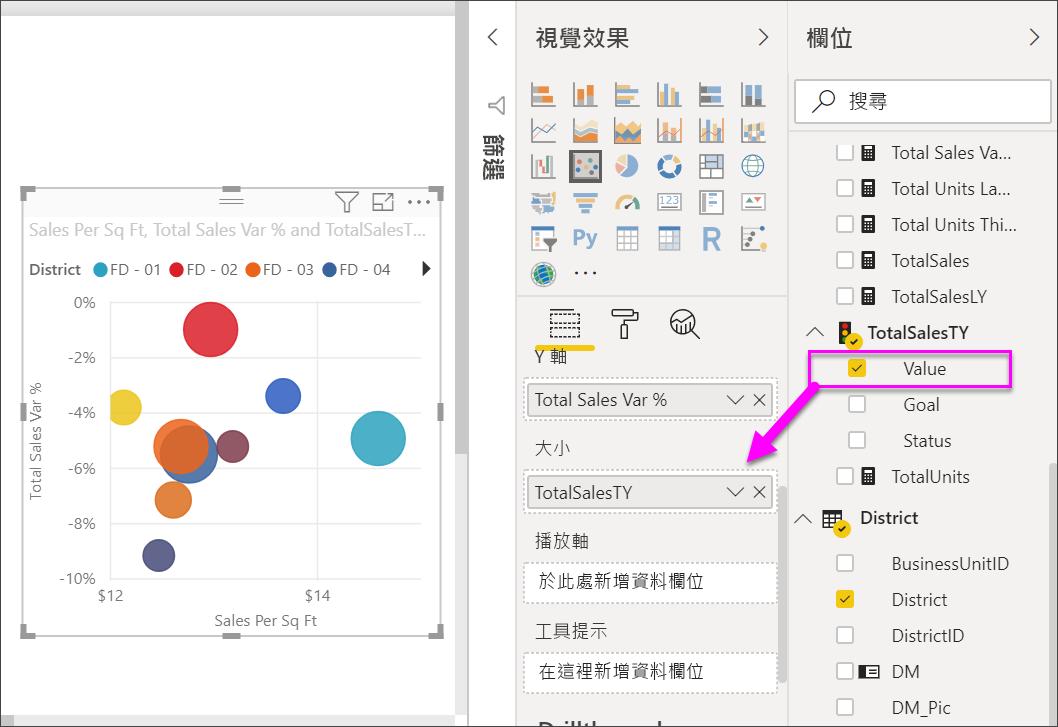 Sales Per Sq Ft, Total Sales Var % and TotalSalesT...
District FD - 01 FD - 02 FD - 03 FD - 04
0%
-2%
-4%
-6%
-8%
-10%
Total Sales Var %
$12 $14
Sales Per Sq Ft
篩選
視覺效果
123
Py
R
Y 軸
Total Sales Var %
大小
TotalSalesTY
播放軸
於此處新增資料欄位
工具提示
在這裡新增資料欄位
欄位
搜尋
Total Sales Va...
Total Units La...
Total Units Thi...
TotalSales
TotalSalesLY
TotalSalesTY
Value
Goal
Status
TotalUnits
District
BusinessUnitID
District
DistrictID
DM
DM_Pic